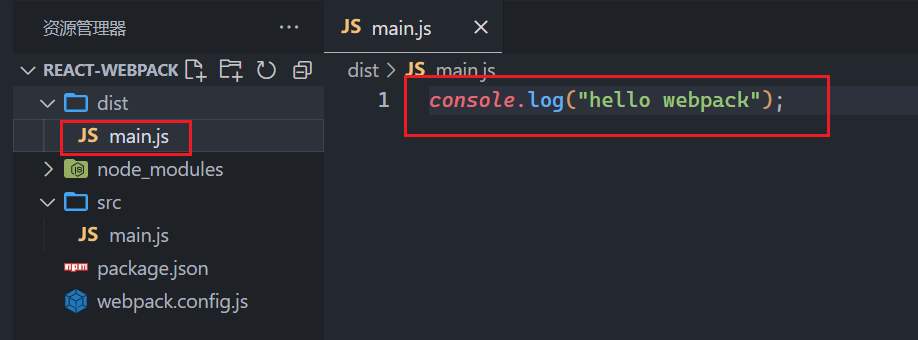 资源管理器 ...
REACT-WEBPACK
dist
JS main.js
node_modules
src
JS main.js
npm package.json
webpack.config.js
JS main.js ×
dist > JS main.js
1 console.log("hello webpack");